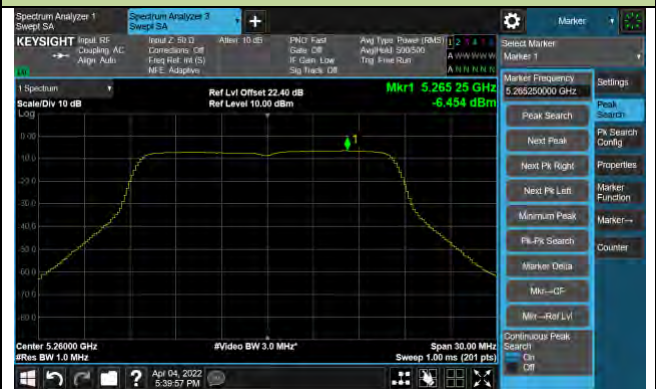 Spectrum Analyzer 1
Swept SA
Spectrum Analyzer 3
Swept SA
Marker
KEYSIGHT
Input: RF
Coupling: AC
Align: Auto
Input Z: 50 Ω
Corrections: Off
Freq Ref: Int (S)
NFE: Adaptive
Atten: 10 dB
PNO: Fast
Gate: Off
IF Gain: Low
Sig Track: Off
Avg Type: Power (RMS)
Avg|Hold: 500/500
Trig: Free Run
A W W W W W
A N N N N N
Select Marker
Marker 1
1 Spectrum
Scale/Div 10 dB
Log
Ref Lvl Offset 22.40 dB
Ref Level 10.00 dBm
Mkr1 5.265 25 GHz
-6.454 dBm
Marker Frequency
5.265250000 GHz
Peak Search
Next Peak
Next Pk Right
Next Pk Left
Minimum Peak
Pk-Pk Search
Marker Delta
Mkr→CF
Mkr→Ref Lvl
Continuous Peak
Search
On
Off
Settings
Peak
Search
Pk Search
Config
Properties
Marker
Function
Marker→
Counter
1
0.00
-10.0
-20.0
-30.0
-40.0
-50.0
-60.0
-70.0
-80.0
Center 5.26000 GHz
#Res BW 1.0 MHz
#Video BW 3.0 MHz*
Span 30.00 MHz
Sweep 1.00 ms (201 pts)
?
Apr 04, 2022
5:39:57 PM